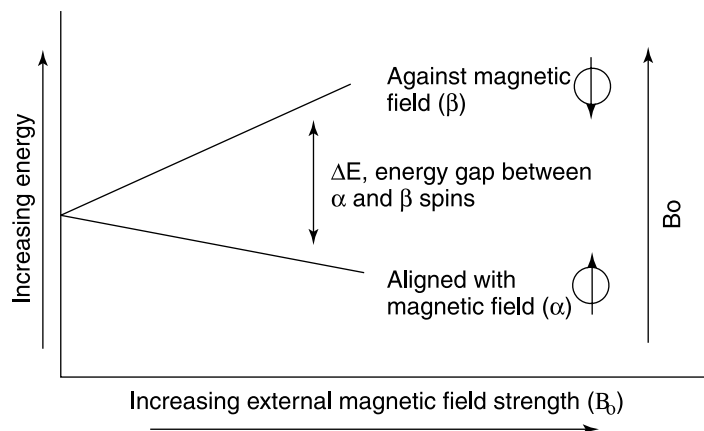 Increasing energy
Against magnetic
field (β)
ΔE, energy gap between
α and β spins
Aligned with
magnetic field (α)
Bo
Increasing external magnetic field strength (B₀)